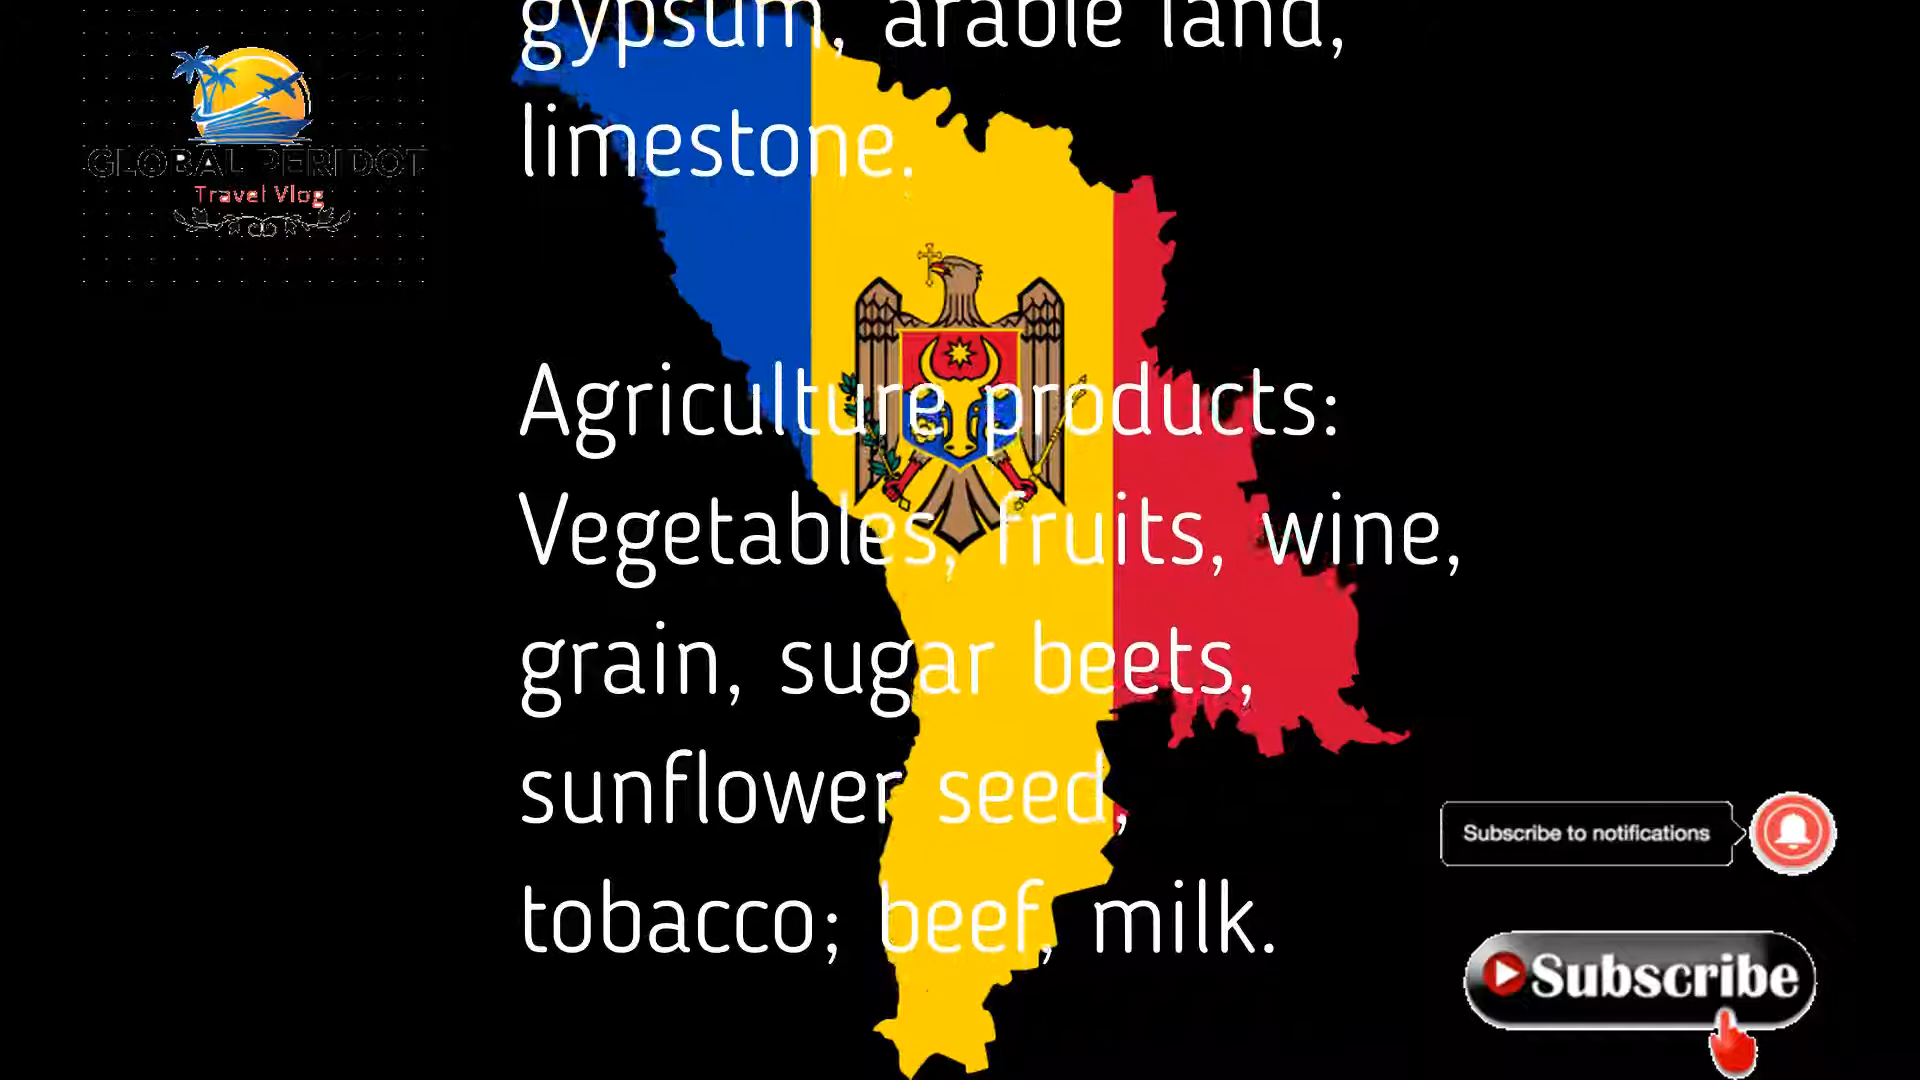 GLOBAL PERIDOT
Travel Vlog
gypsum, arable land,
limestone.
Agriculture products:
Vegetables, fruits, wine,
grain, sugar beets,
sunflower seed,
tobacco; beef, milk.
Subscribe to notifications
Subscribe